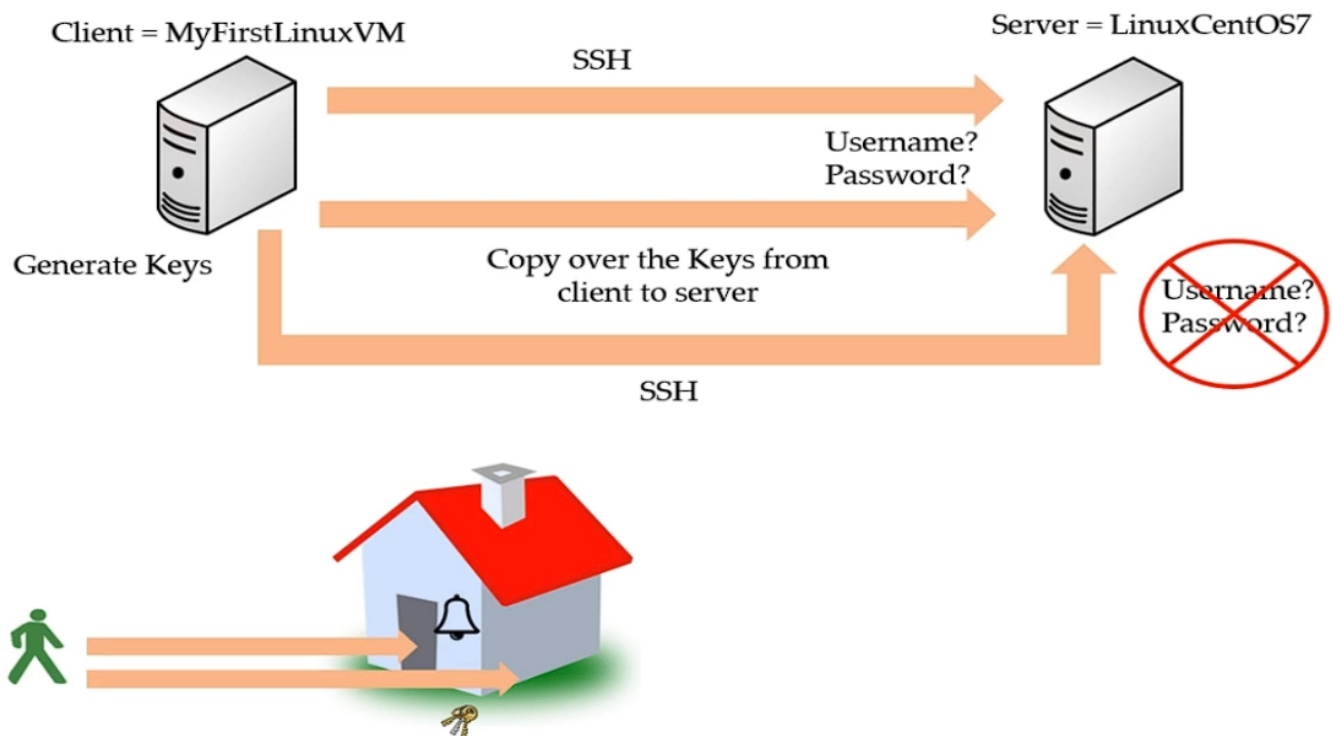 Client = MyFirstLinuxVM
Server = LinuxCentOS7
SSH
Username?
Password?
Generate Keys
Copy over the Keys from
client to server
Username?
Password?
SSH